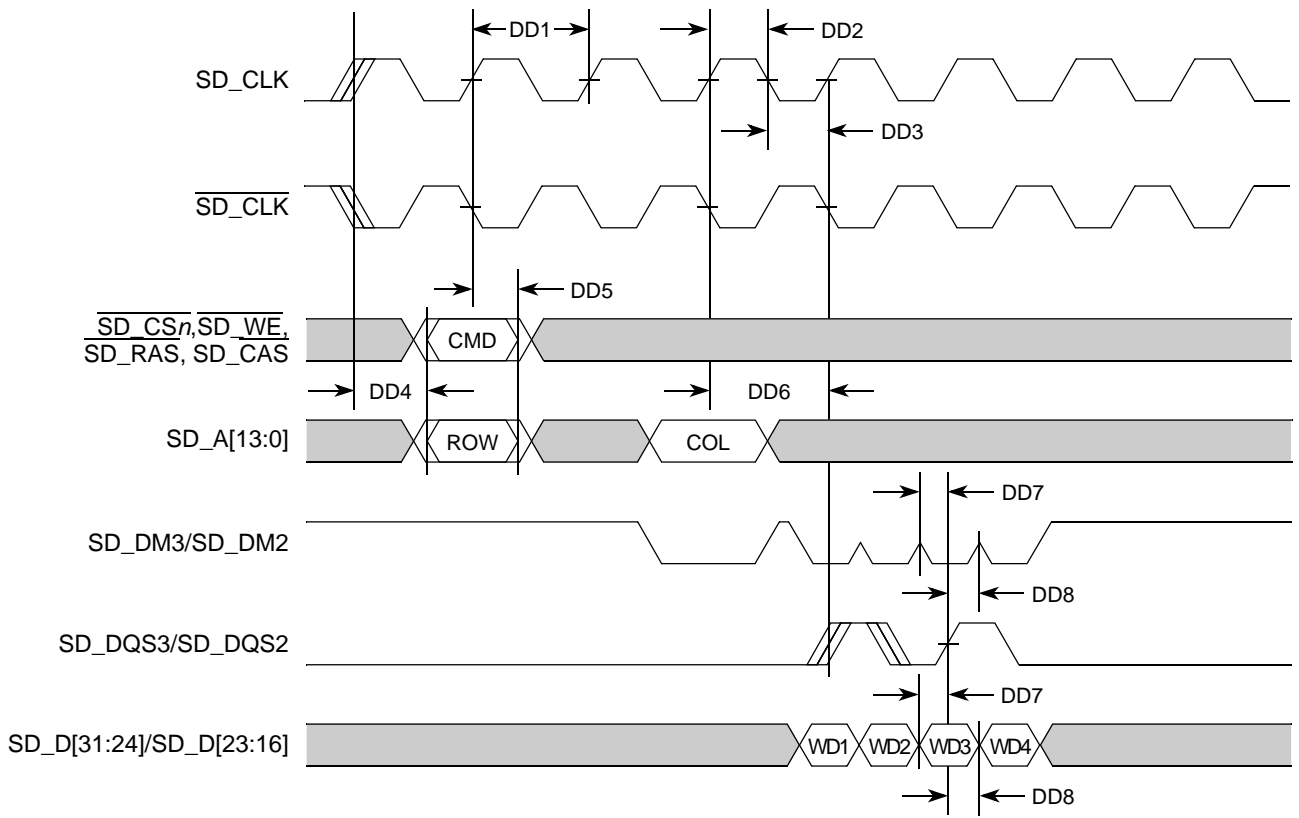 DD1
DD2
SD_CLK
DD3
SD_CLK
DD5
SD_CSn,SD_WE,
SD_RAS, SD_CAS
CMD
DD4
DD6
SD_A[13:0]
ROW
COL
DD7
SD_DM3/SD_DM2
DD8
SD_DQS3/SD_DQS2
DD7
SD_D[31:24]/SD_D[23:16]
WD1
WD2
WD3
WD4
DD8